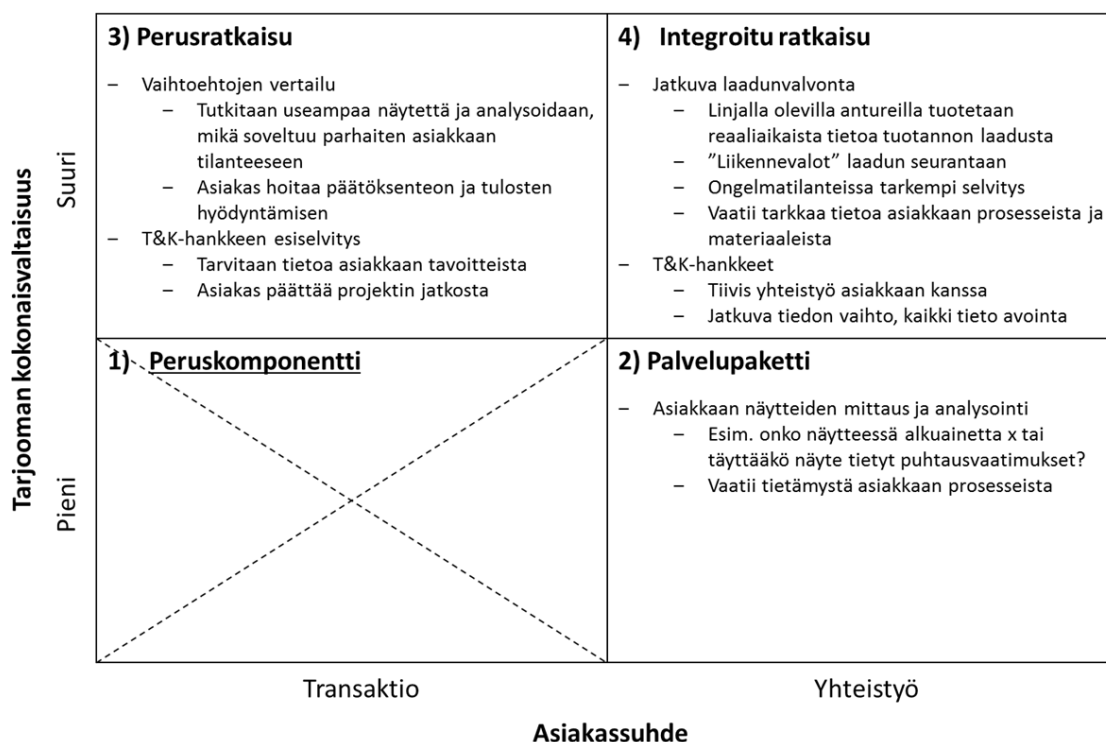 Tarjooman kokonaisvaltaisuus
Suuri
Pieni
3) Perusratkaisu
– Vaihtoehtojen vertailu
– Tutkitaan useampaa näytettä ja analysoidaan,
mikä soveltuu parhaiten asiakkaan
tilanteeseen
– Asiakas hoitaa päätöksenteon ja tulosten
hyödyntämisen
– T&K-hankkeen esiselvitys
– Tarvitaan tietoa asiakkaan tavoitteista
– Asiakas päättää projektin jatkosta
4) Integroitu ratkaisu
– Jatkuva laadunvalvonta
– Linjalla olevilla antureilla tuotetaan
reaaliaikaista tietoa tuotannon laadusta
– ”Liikennevalot” laadun seurantaan
– Ongelmatilanteissa tarkempi selvitys
– Vaatii tarkkaa tietoa asiakkaan prosesseista ja
materiaaleista
– T&K-hankkeet
– Tiivis yhteistyö asiakkaan kanssa
– Jatkuva tiedon vaihto, kaikki tieto avointa
1) Peruskomponentti
2) Palvelupaketti
– Asiakkaan näytteiden mittaus ja analysointi
– Esim. onko näytteessä alkuainetta x tai
täyttääkö näyte tietyt puhtausvaatimukset?
– Vaatii tietämystä asiakkaan prosesseista
Transaktio
Yhteistyö
Asiakassuhde